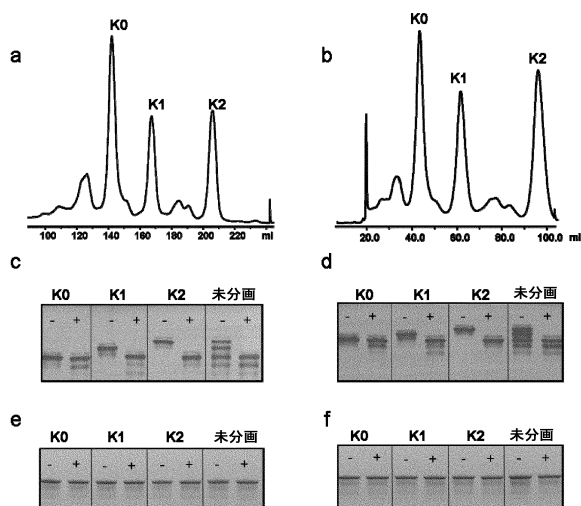 a
K0
K1
K2
100 120 140 160 180 200 220 ml
b
K0
K1
K2
20.0 40.0 60.0 80.0 100.0 ml
c
K0 K1 K2 未分画
- + - + - + - +
d
K0 K1 K2 未分画
- + - + - + - +
e
K0 K1 K2 未分画
- + - + - + - +
f
K0 K1 K2 未分画
- + - + - + - +